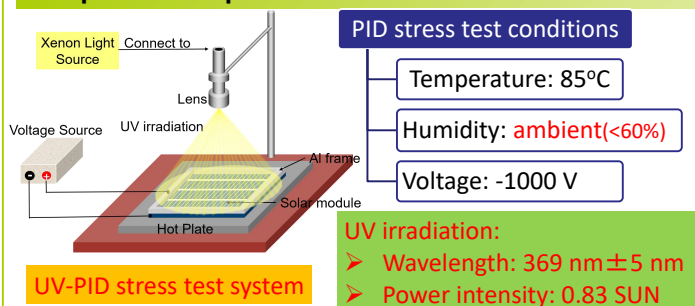 Xenon Light
Source
Connect to
Lens
UV irradiation
Voltage Source
Al frame
Solar module
Hot Plate
UV-PID stress test system
PID stress test conditions
Temperature: 85°C
Humidity: ambient(<60%)
Voltage: -1000 V
UV irradiation:
➢ Wavelength: 369 nm±5 nm
➢ Power intensity: 0.83 SUN